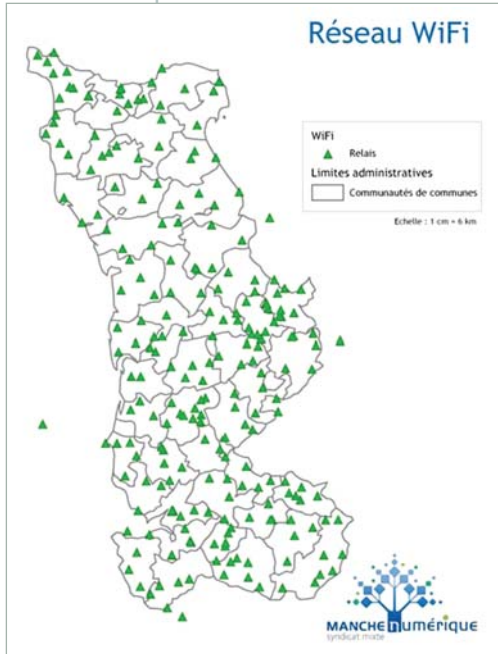 Réseau WiFi
WiFi
Relais
Limites administratives
Communautés de communes
Echelle : 1 cm = 6 km
MANCHE numérique
syndicat mixte